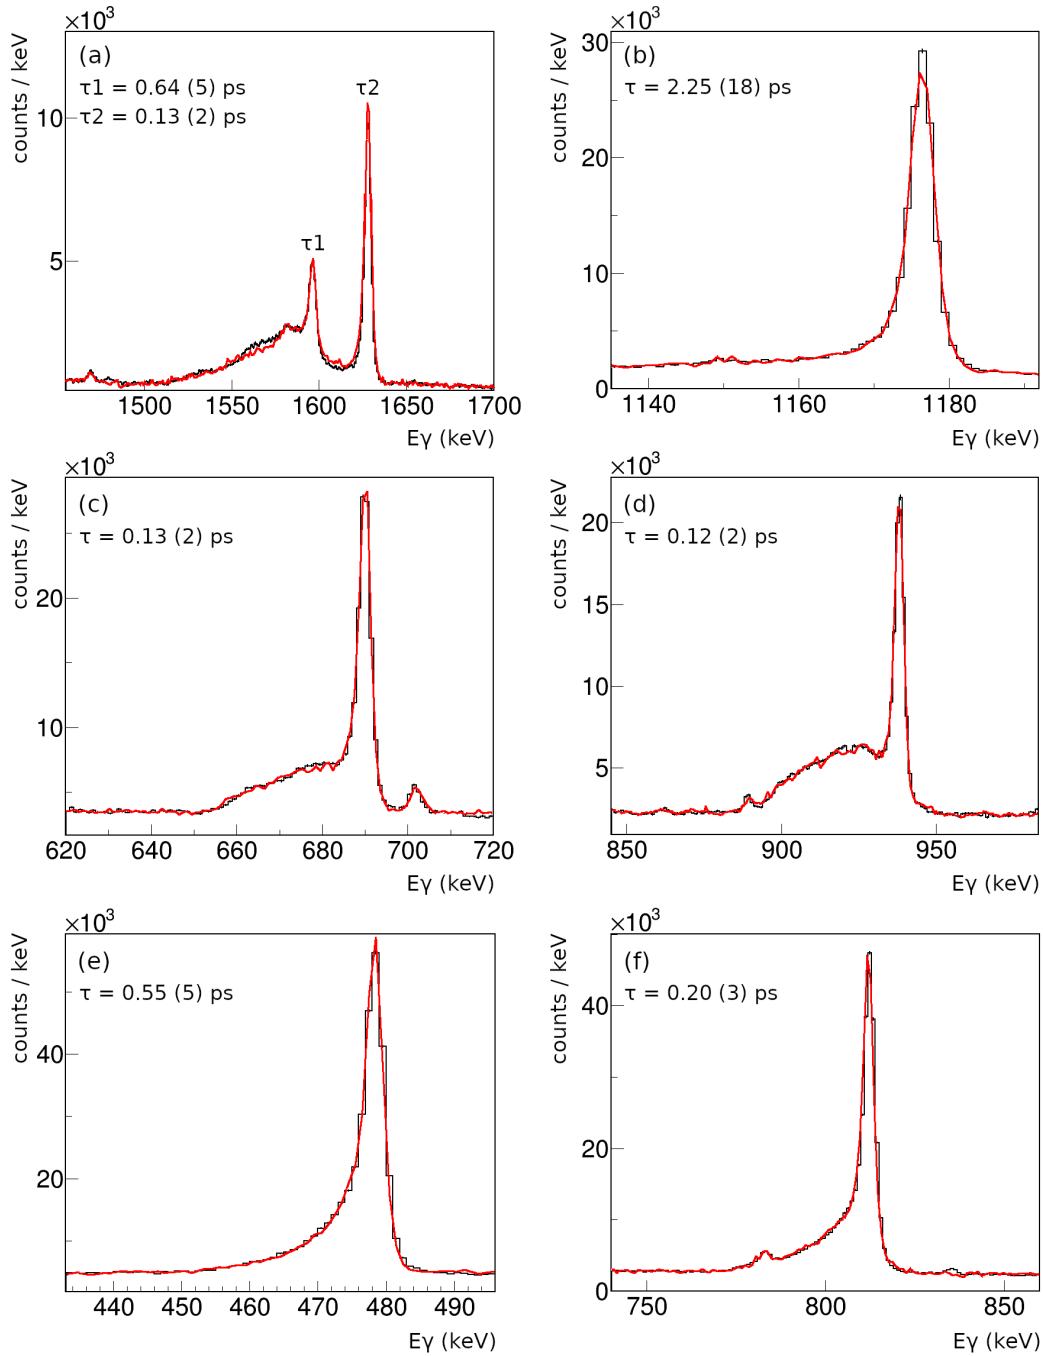 ×10³
(a)
τ1 = 0.64 (5) ps
τ2 = 0.13 (2) ps
τ2
τ1
counts / keV
10
5
1500 1550 1600 1650 1700
Eγ (keV)
×10³
(b)
τ = 2.25 (18) ps
counts / keV
30
20
10
0
1140 1160 1180
Eγ (keV)
×10³
(c)
τ = 0.13 (2) ps
counts / keV
20
10
620 640 660 680 700 720
Eγ (keV)
×10³
(d)
τ = 0.12 (2) ps
counts / keV
20
15
10
5
850 900 950
Eγ (keV)
×10³
(e)
τ = 0.55 (5) ps
counts / keV
40
20
440 450 460 470 480 490
Eγ (keV)
×10³
(f)
τ = 0.20 (3) ps
counts / keV
40
20
0
750 800 850
Eγ (keV)